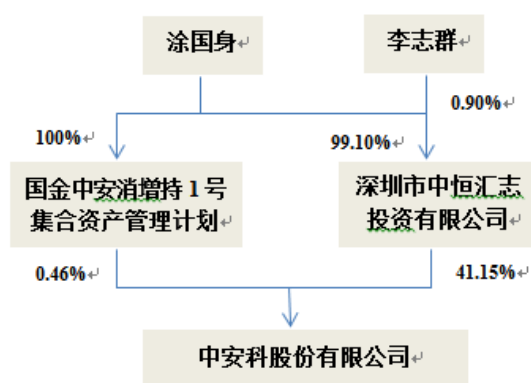 涂国身
李志群
0.90%
100%
99.10%
国金中安消增持1号
集合资产管理计划
深圳市中恒汇志
投资有限公司
0.46%
41.15%
中安科股份有限公司